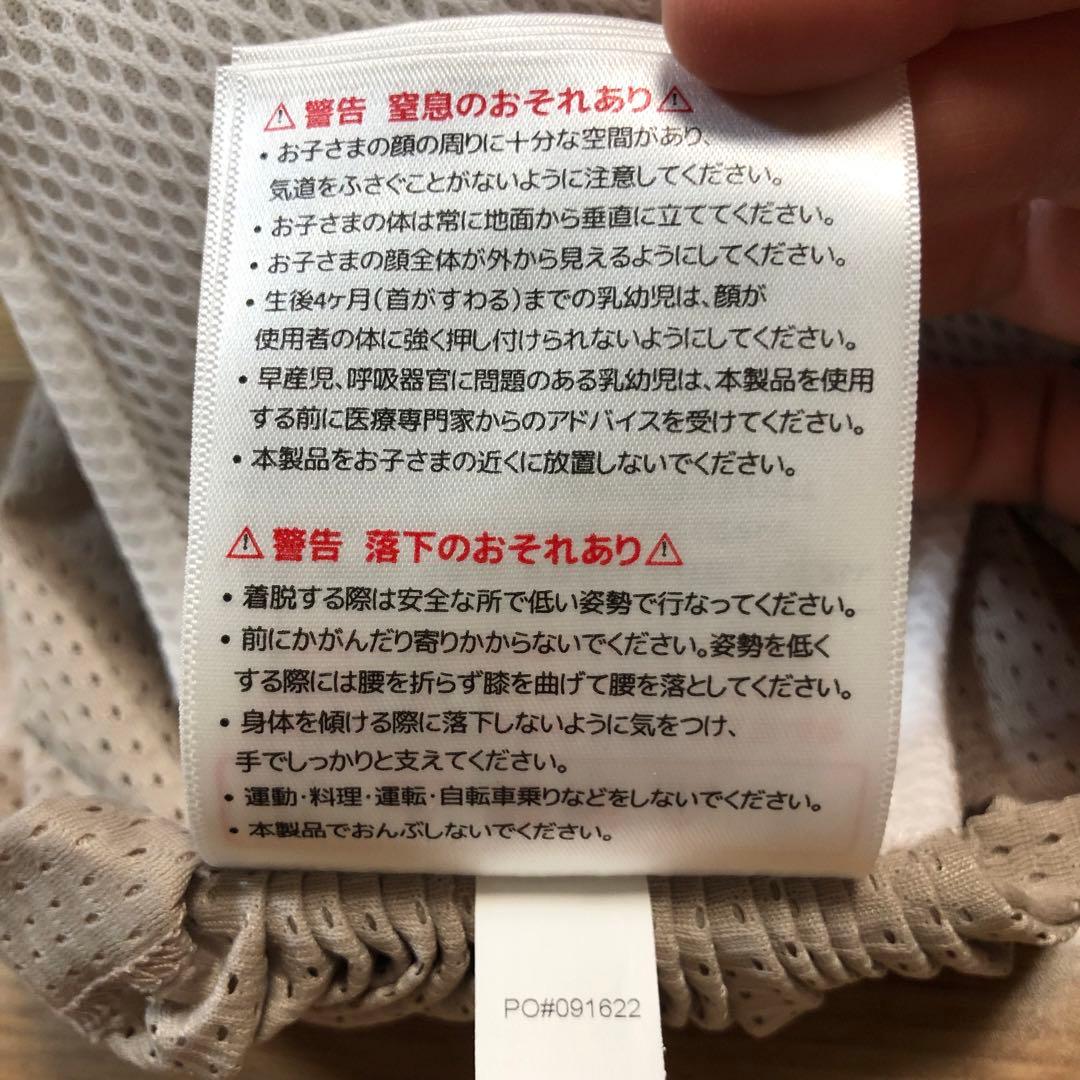 ⚠警告 窒息のおそれあり⚠
・お子さまの顔の周りに十分な空間があり、
気道をふさぐことがないように注意してください。
・お子さまの体は常に地面から垂直に立ててください。
・お子さまの顔全体が外から見えるようにしてください。
・生後4ヶ月(首がすわる)までの乳幼児は、顔が
使用者の体に強く押し付けられないようにしてください。
・早産児、呼吸器官に問題のある乳幼児は、本製品を使用
する前に医療専門家からのアドバイスを受けてください。
・本製品をお子さまの近くに放置しないでください。
⚠警告 落下のおそれあり⚠
・着脱する際は安全な所で低い姿勢で行なってください。
・前にかがんだり寄りかからないでください。姿勢を低く
する際には腰を折らず膝を曲げて腰を落としてください。
・身体を傾ける際に落下しないように気をつけ、
手でしっかりと支えてください。
・運動・料理・運転・自転車乗りなどをしないでください。
・本製品でおんぶしないでください。
PO#091622